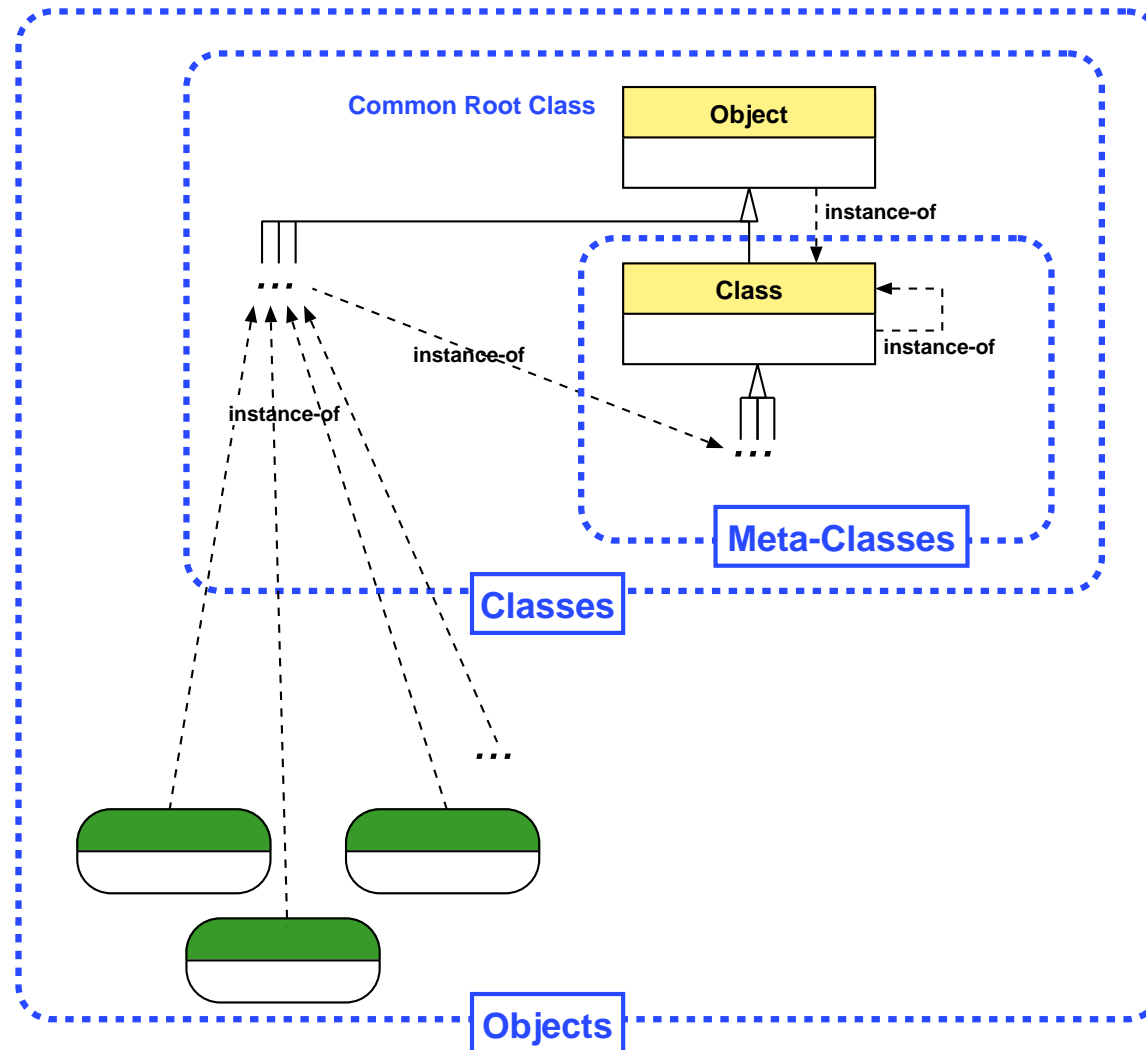 Common Root Class
Object
instance-of
...
Class
instance-of
instance-of
instance-of
...
Meta-Classes
Classes
...
Objects